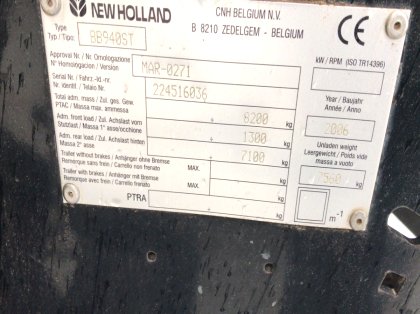 NEW HOLLAND
CNH BELGIUM N.V.
B 8210 ZEDELGEM - BELGIUM
CE
Type / Typ / Tipo: BB940ST
Approval Nr / Nr. Omologazione
N° Homologation / Version MAR-0271
Serial Nr / Fahrz.-Id.-nr.
Nr. identif / Telaio Nr. 224516036
Total adm. mass / Zul. ges. Gew.
PTAC / Massa max. ammessa 8200 kg
Adm. front load / Zul. Achslast vorn
Stutzlast / Massa 1° asse/occhione 1300 kg
Adm. rear load / Zul. Achslast hinten
Massa 2° asse 7100 kg
Trailer without brakes / Anhänger ohne Bremse
Remorque sans frein / Carrello non frenato MAX. kg
Trailer with brakes / Anhänger mit Bremse
Remorque avec frein / Carrello frenato MAX. kg
PTRA kg
kW / RPM. (ISO TR14396)
Year / Baujahr
Année / Anno
2006
Unladen weight
Leergewicht / Poids vide
massa a vuoto
kg
m⁻¹